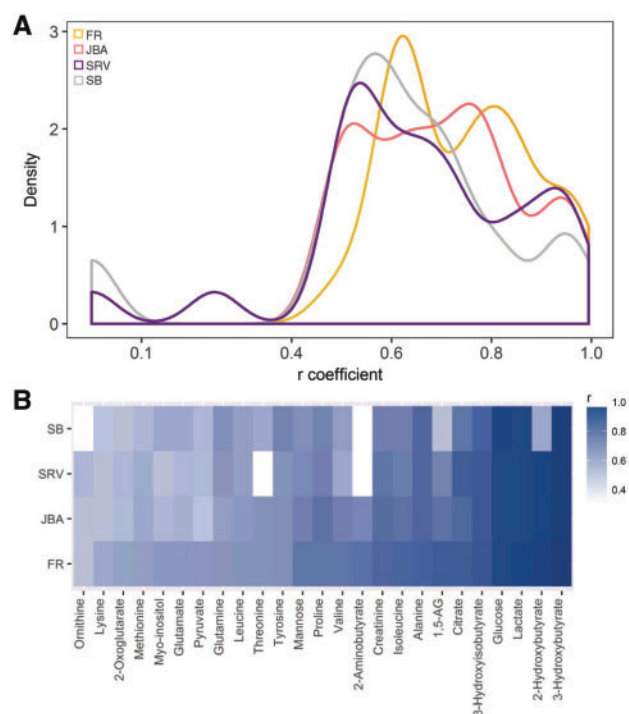 A
FR
JBA
SRV
SB
Density
3
2
1
0
0.1
0.4
0.6
0.8
1.0
r coefficient
B
SB
SRV
JBA
FR
r
1.0
0.8
0.6
0.4
Ornithine
Lysine
2-Oxoglutarate
Methionine
Myo-inositol
Glutamate
Pyruvate
Glutamine
Leucine
Threonine
Tyrosine
Mannose
Proline
Valine
2-Aminobutyrate
Creatinine
Isoleucine
Alanine
1,5-AG
Citrate
3-Hydroxyisobutyrate
Glucose
Lactate
2-Hydroxybutyrate
3-Hydroxybutyrate